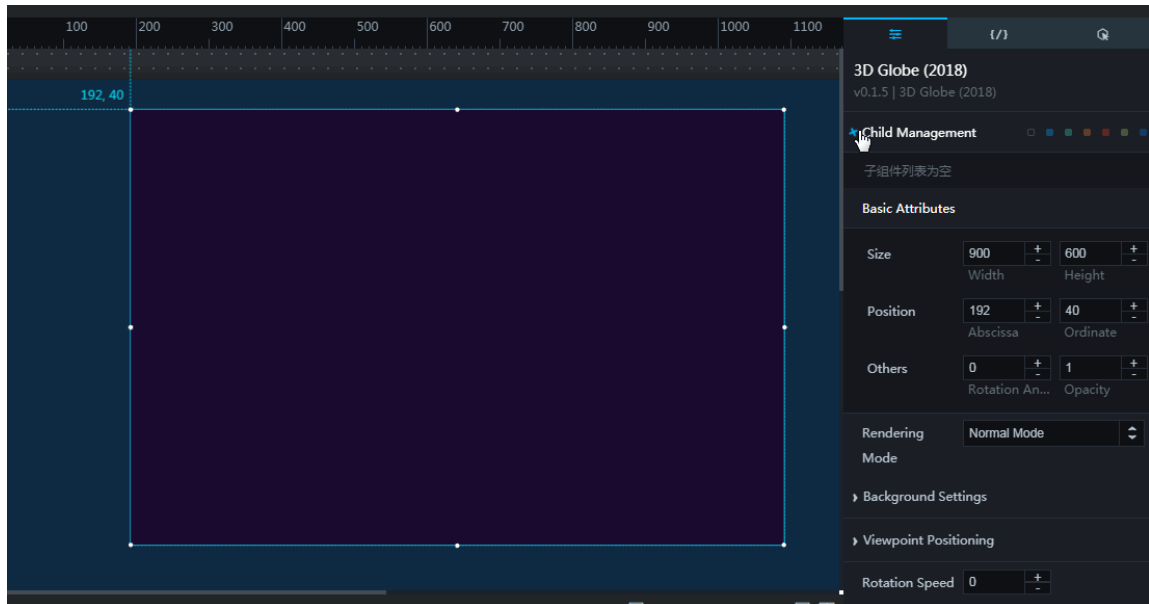 100 200 300 400 500 600 700 800 900 1000 1100
{/}
192, 40
3D Globe (2018)
v0.1.5 | 3D Globe (2018)
Child Management
子组件列表为空
Basic Attributes
Size 900 + - 600 + -
Width Height
Position 192 + - 40 + -
Abscissa Ordinate
Others 0 + - 1 + -
Rotation An... Opacity
Rendering Normal Mode
Mode
Background Settings
Viewpoint Positioning
Rotation Speed 0 + -